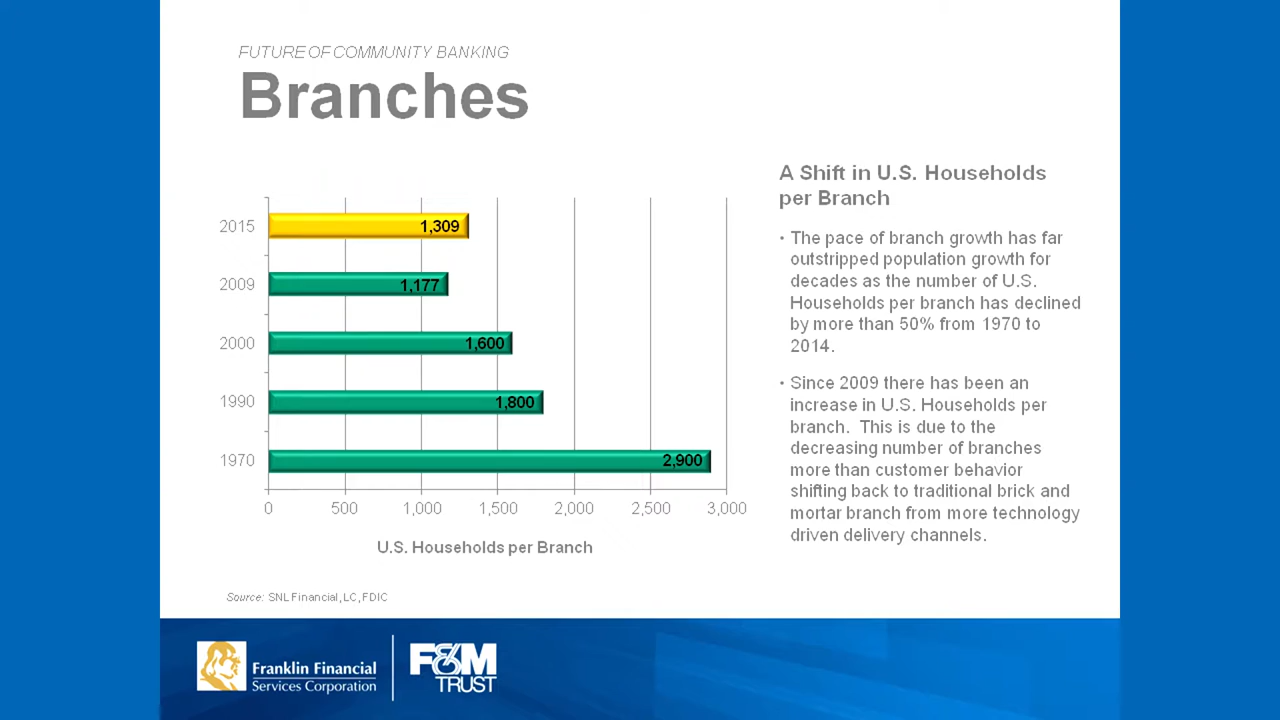 FUTURE OF COMMUNITY BANKING
Branches
2015 1,309
2009 1,177
2000 1,600
1990 1,800
1970 2,900
0 500 1,000 1,500 2,000 2,500 3,000
U.S. Households per Branch
Source: SNL Financial, LC, FDIC
A Shift in U.S. Households
per Branch
• The pace of branch growth has far
outstripped population growth for
decades as the number of U.S.
Households per branch has declined
by more than 50% from 1970 to
2014.
• Since 2009 there has been an
increase in U.S. Households per
branch. This is due to the
decreasing number of branches
more than customer behavior
shifting back to traditional brick and
mortar branch from more technology
driven delivery channels.
Franklin Financial
Services Corporation
F&M
TRUST